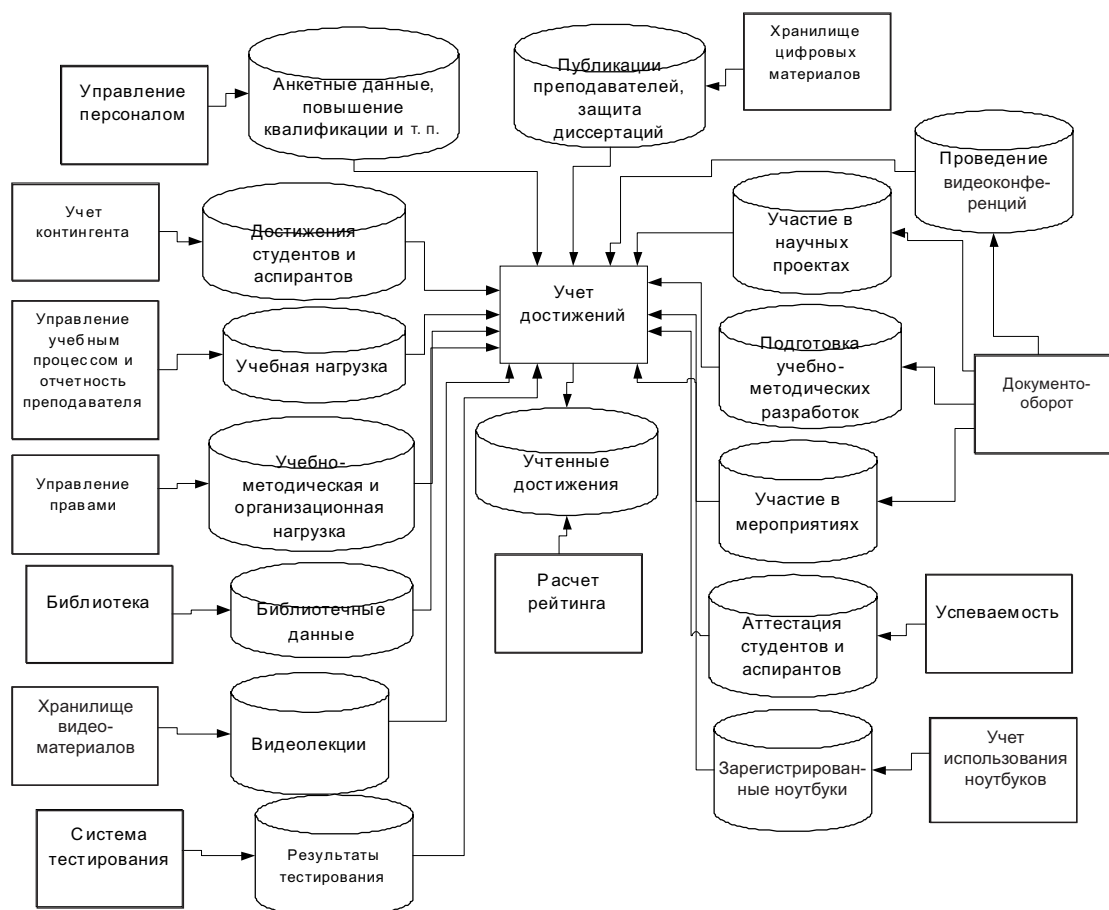 Хранилище
цифровых
материалов
Публикации
преподавателей,
защита
диссертаций
Анкетные данные,
повышение
квалификации и т. п.
Управление
персоналом
Проведение
видеоконфе-
ренций
Учет
контингента
Достижения
студентов и
аспирантов
Участие в
научных
проектах
Учет
достижений
Управление
учебным
процессом и
отчетность
преподавателя
Учебная нагрузка
Подготовка
учебно-
методических
разработок
Документо-
оборот
Управление
правами
Учебно-
методическая и
организационная
нагрузка
Учтенные
достижения
Участие в
мероприятиях
Расчет
рейтинга
Библиотека
Библиотечные
данные
Аттестация
студентов и
аспирантов
Успеваемость
Хранилище
видео-
материалов
Видеолекции
Зарегистрирован-
ные ноутбуки
Учет
использования
ноутбуков
Система
тестирования
Результаты
тестирования